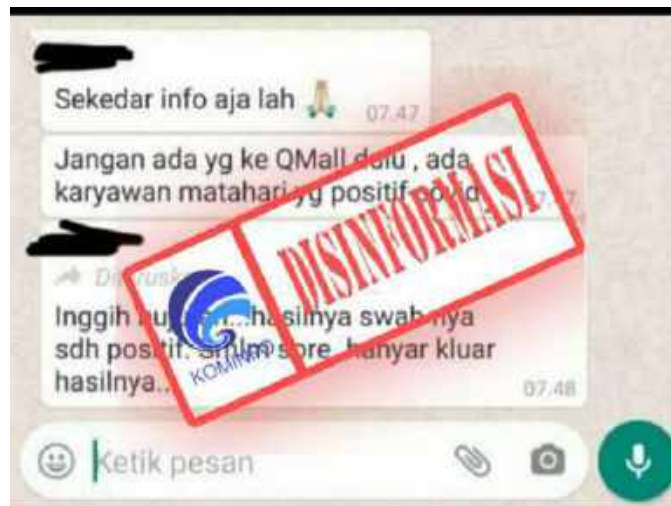 Sekedar info aja lah
07.47
Jangan ada yg ke QMall dulu , ada
karyawan matahari yg positif covid
DISINFORMASI
KOMINFO
Inggih
hasilnya swab nya
sdh positif. sore hanyar kluar
hasilnya..
07.48
Ketik pesan